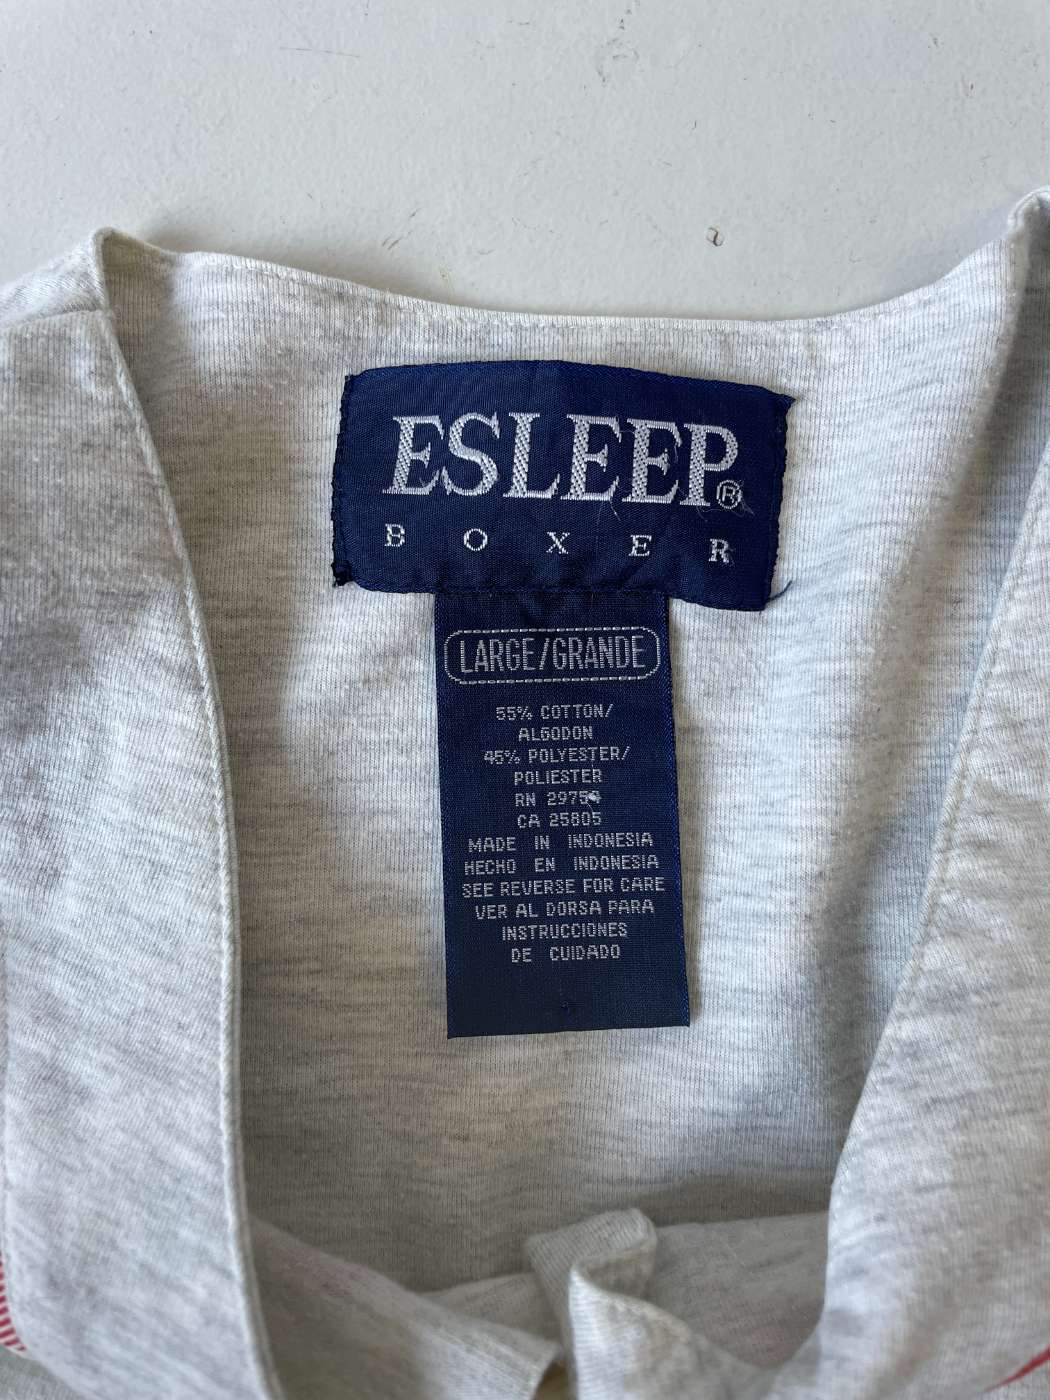 ESLEEP®
BOXER
LARGE/GRANDE
55% COTTON/
ALGODON
45% POLYESTER/
POLIESTER
RN
CA 25805
MADE IN INDONESIA
HECHO EN INDONESIA
SEE REVERSE FOR CARE
VER AL DORSA PARA
INSTRUCCIONES
DE CUIDADO